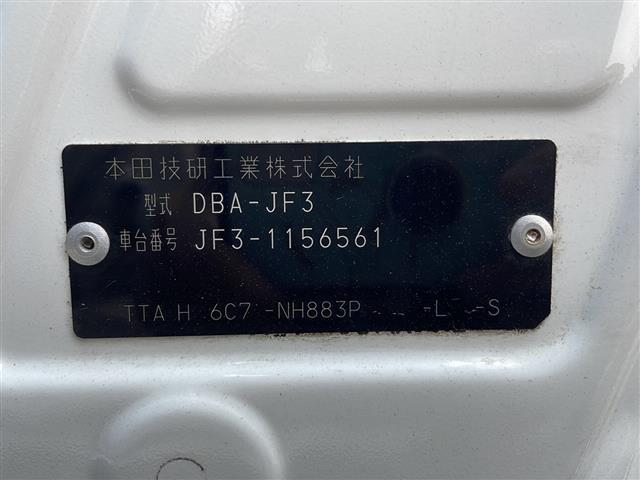 本田技研工業株式会社
型式 DBA-JF3
車台番号 JF3-1156561
TTA H 6C7 -NH883P -L -S